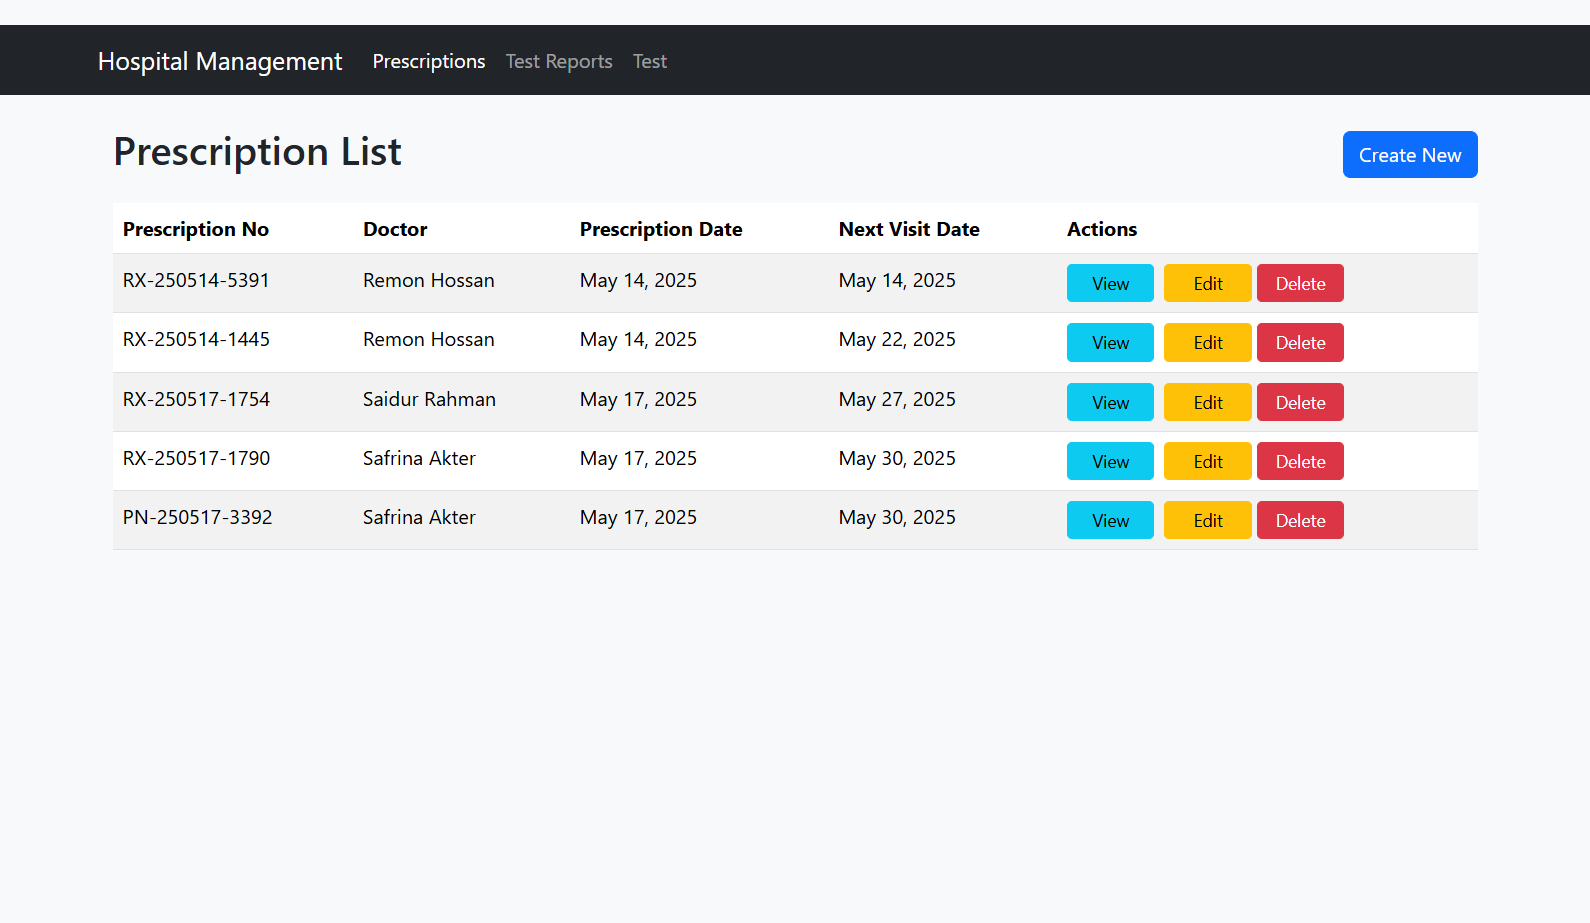 Hospital Management Prescriptions Test Reports Test
Prescription List
Create New
Prescription No Doctor Prescription Date Next Visit Date Actions
RX-250514-5391 Remon Hossan May 14, 2025 May 14, 2025 View Edit Delete
RX-250514-1445 Remon Hossan May 14, 2025 May 22, 2025 View Edit Delete
RX-250517-1754 Saidur Rahman May 17, 2025 May 27, 2025 View Edit Delete
RX-250517-1790 Safrina Akter May 17, 2025 May 30, 2025 View Edit Delete
PN-250517-3392 Safrina Akter May 17, 2025 May 30, 2025 View Edit Delete